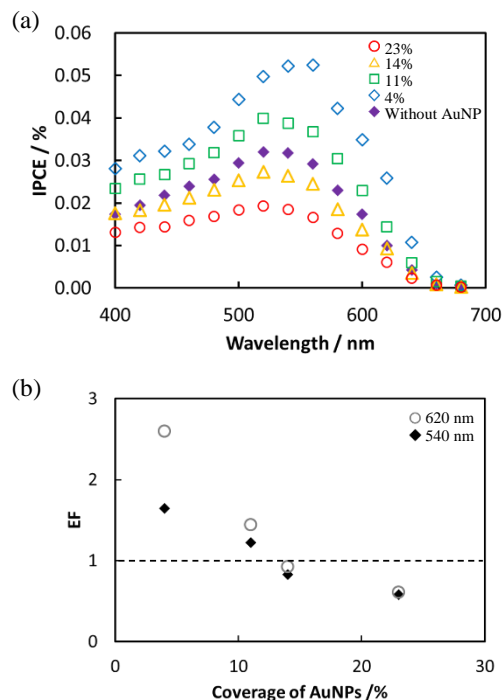 (a)
0.06
0.05
0.04
0.03
0.02
0.01
0.00
IPCE / %
23%
14%
11%
4%
Without AuNP
400
500
600
700
Wavelength / nm
(b)
3
2
1
0
EF
620 nm
540 nm
0
10
20
30
Coverage of AuNPs /%